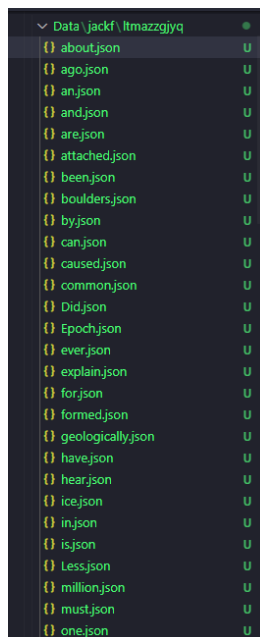 Data\jackf\ltmazzgjyq
{} about.json U
{} ago.json U
{} an.json U
{} and.json U
{} are.json U
{} attached.json U
{} been.json U
{} boulders.json U
{} by.json U
{} can.json U
{} caused.json U
{} common.json U
{} Did.json U
{} Epoch.json U
{} ever.json U
{} explain.json U
{} for.json U
{} formed.json U
{} geologically.json U
{} have.json U
{} hear.json U
{} ice.json U
{} in.json U
{} is.json U
{} Less.json U
{} million.json U
{} must.json U
{} one.json U